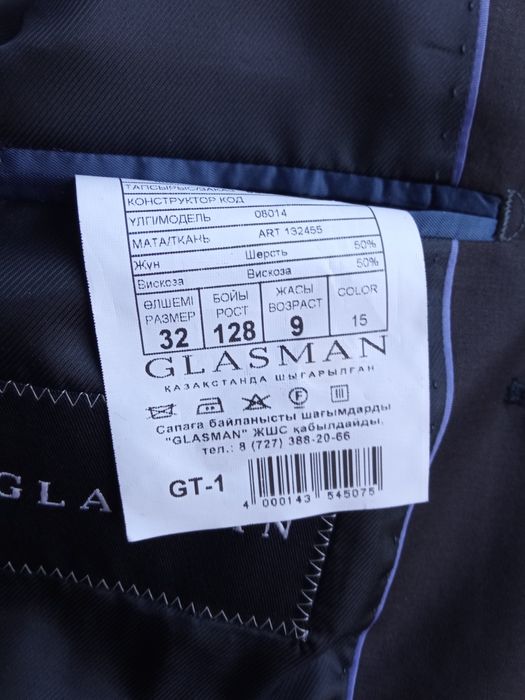 ТАПСЫРЫС/ЗАКАЗ
КОНСТРУКТОР КОД
ҮЛГІ/МОДЕЛЬ 08014
МАТА/ТКАНЬ ART 132455
Жүн Шерсть 50%
Вискоза Вискоза 50%
ӨЛШЕМІ РАЗМЕР 32
БОЙЫ РОСТ 128
ЖАСЫ ВОЗРАСТ 9
COLOR 15
GLASMAN
ҚАЗАҚСТАНДА ШЫҒАРЫЛҒАН
Сапаға байланысты шағымдарды
"GLASMAN" ЖШС қабылдайды.
тел.: 8 (727) 388-20-66
GT-1
4 000143 545075
GLA
N